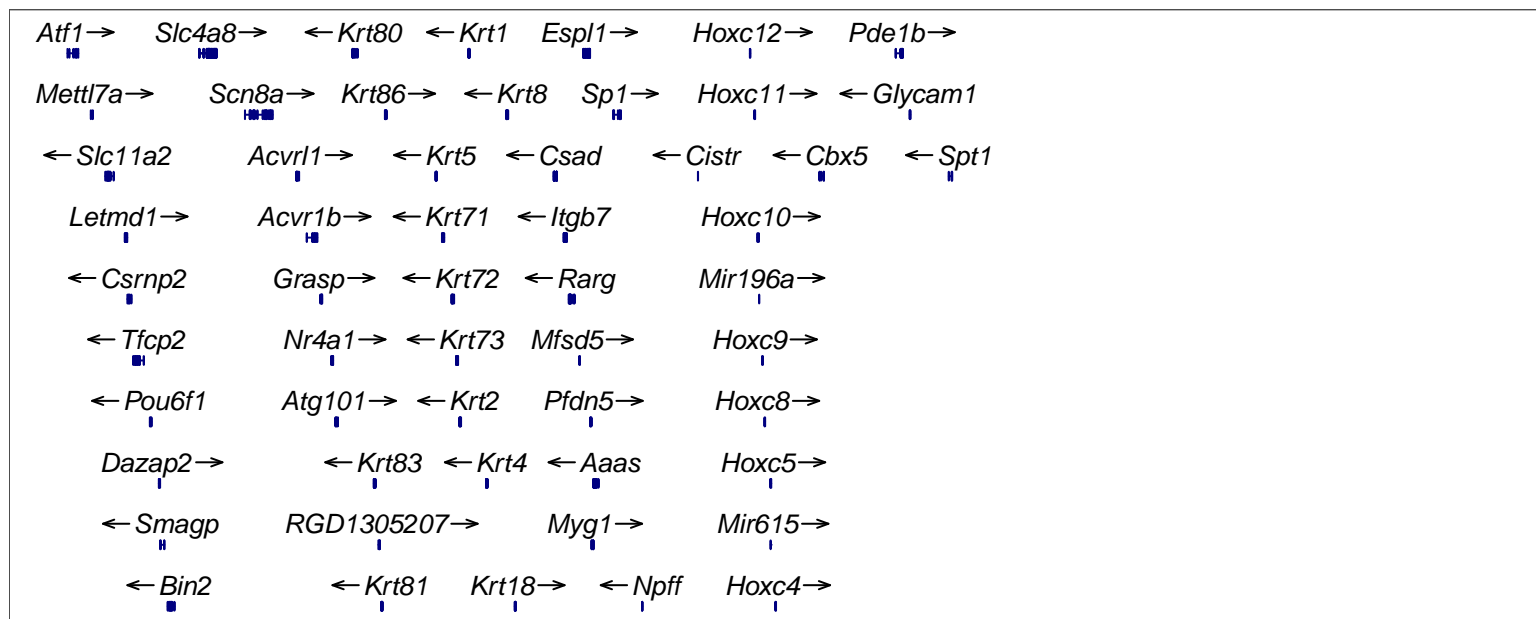 Atf1→ Slc4a8→ ←Krt80 ←Krt1 Espl1→ Hoxc12→ Pde1b→
Mettl7a→ Scn8a→ Krt86→ ←Krt8 Sp1→ Hoxc11→ ←Glycam1
←Slc11a2 Acvrl1→ ←Krt5 ←Csad ←Cistr ←Cbx5 ←Spt1
Letmd1→ Acvr1b→ ←Krt71 ←Itgb7 Hoxc10→
←Csrnp2 Grasp→ ←Krt72 ←Rarg Mir196a→
←Tfcp2 Nr4a1→ ←Krt73 Mfsd5→ Hoxc9→
←Pou6f1 Atg101→ ←Krt2 Pfdn5→ Hoxc8→
Dazap2→ ←Krt83 ←Krt4 ←Aaas Hoxc5→
←Smagp RGD1305207→ Myg1→ Mir615→
←Bin2 ←Krt81 Krt18→ ←Npff Hoxc4→